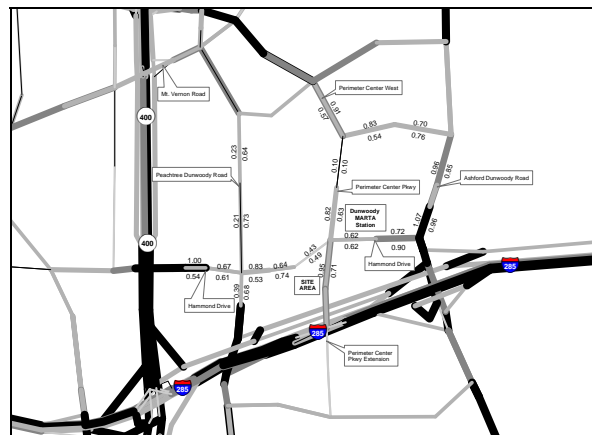 Perimeter Center West
Mt. Vernon Road
0.91
0.57
400
0.83
0.70
0.54
0.76
0.23
0.64
0.10
0.10
0.96
0.85
Peachtree Dunwoody Road
Perimeter Center Pkwy
Ashford Dunwoody Road
0.21
0.73
0.82
0.63
Dunwoody
MARTA
Station
1.07
0.96
400
0.43
0.49
0.62
0.72
0.62
0.90
1.00
0.67
0.83
0.64
0.54
0.61
0.53
0.74
Hammond Drive
285
0.39
0.68
SITE
AREA
0.95
0.71
Hammond Drive
285
Perimeter Center
Pkwy Extension
285